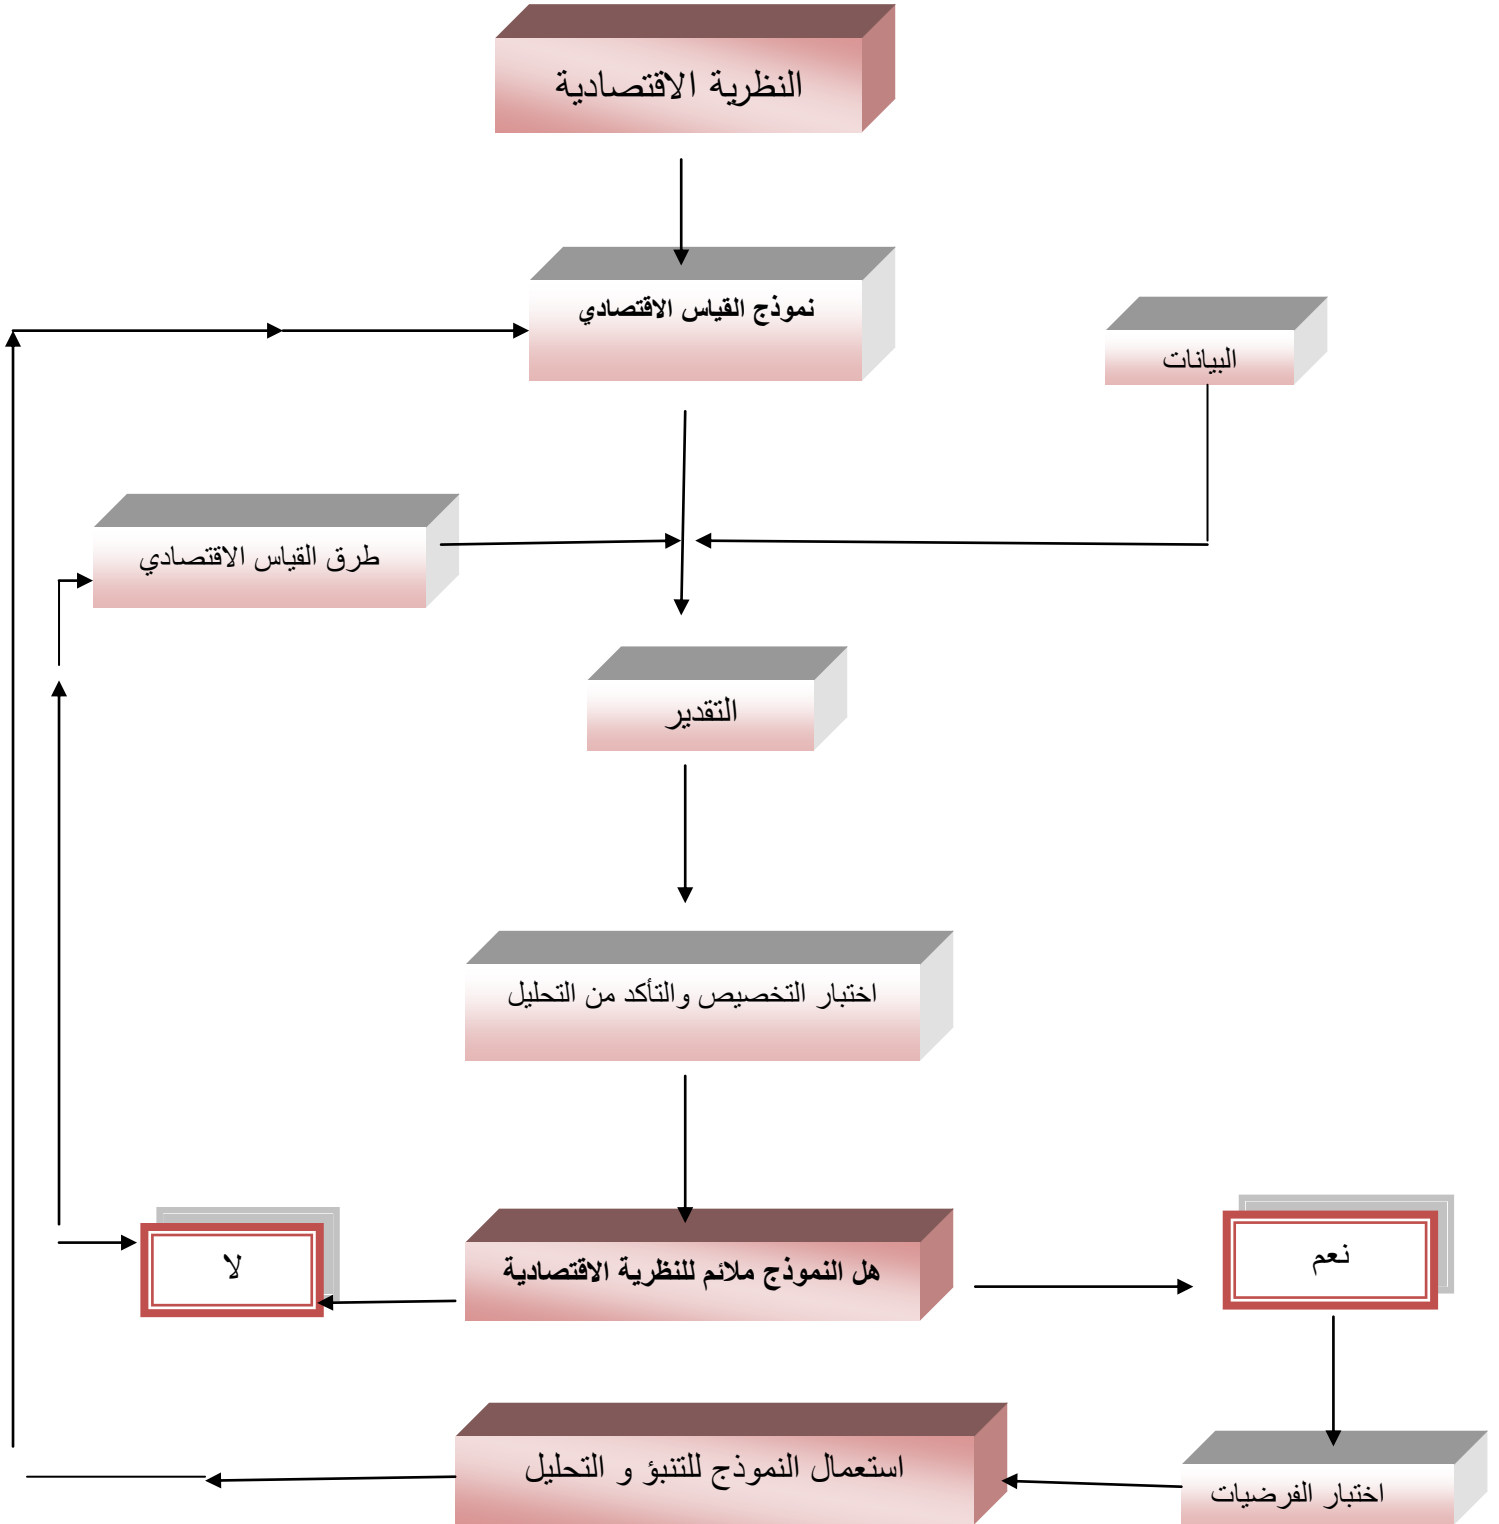 النظرية الاقتصادية
نموذج القياس الاقتصادي
البيانات
طرق القياس الاقتصادي
التقدير
اختبار التخصيص والتأكد من التحليل
هل النموذج ملائم للنظرية الاقتصادية
نعم
لا
استعمال النموذج للتنبؤ و التحليل
اختبار الفرضيات